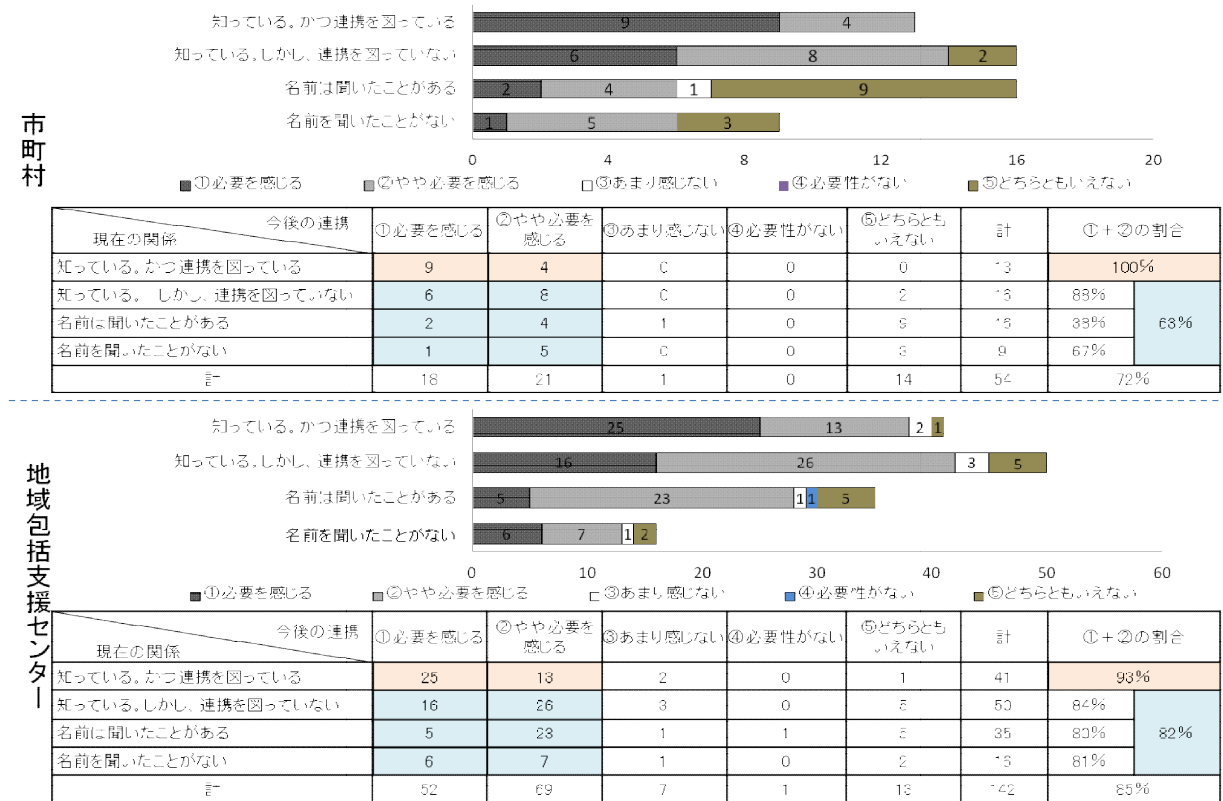 市町村
知っている。かつ連携を図っている 9 4
知っている。しかし、連携を図っていない 6 8 2
名前は聞いたことがある 2 4 1 9
名前を聞いたことがない 1 5 3
0 4 8 12 16 20
①必要を感じる ②やや必要を感じる ③あまり感じない ④必要性がない ⑤どちらともいえない
今後の連携
現在の関係
①必要を感じる ②やや必要を感じる ③あまり感じない ④必要性がない ⑤どちらともいえない 計 ①+②の割合
知っている。かつ連携を図っている 9 4 0 0 0 13 100%
知っている。 しかし、連携を図っていない 6 8 0 0 2 16 88%
名前は聞いたことがある 2 4 1 0 9 16 38% 63%
名前を聞いたことがない 1 5 0 0 3 9 67%
計 18 21 1 0 14 54 72%
地域包括支援センター
知っている。かつ連携を図っている 25 13 2 1
知っている。しかし、連携を図っていない 16 26 3 5
名前は聞いたことがある 5 23 1 1 5
名前を聞いたことがない 6 7 1 2
0 10 20 30 40 50 60
①必要を感じる ②やや必要を感じる ③あまり感じない ④必要性がない ⑤どちらともいえない
今後の連携
現在の関係
①必要を感じる ②やや必要を感じる ③あまり感じない ④必要性がない ⑤どちらともいえない 計 ①+②の割合
知っている。かつ連携を図っている 25 13 2 0 1 41 93%
知っている。しかし、連携を図っていない 16 26 3 0 5 50 84%
名前は聞いたことがある 5 23 1 1 5 35 80% 82%
名前を聞いたことがない 6 7 1 0 2 16 81%
計 52 69 7 1 13 142 85%